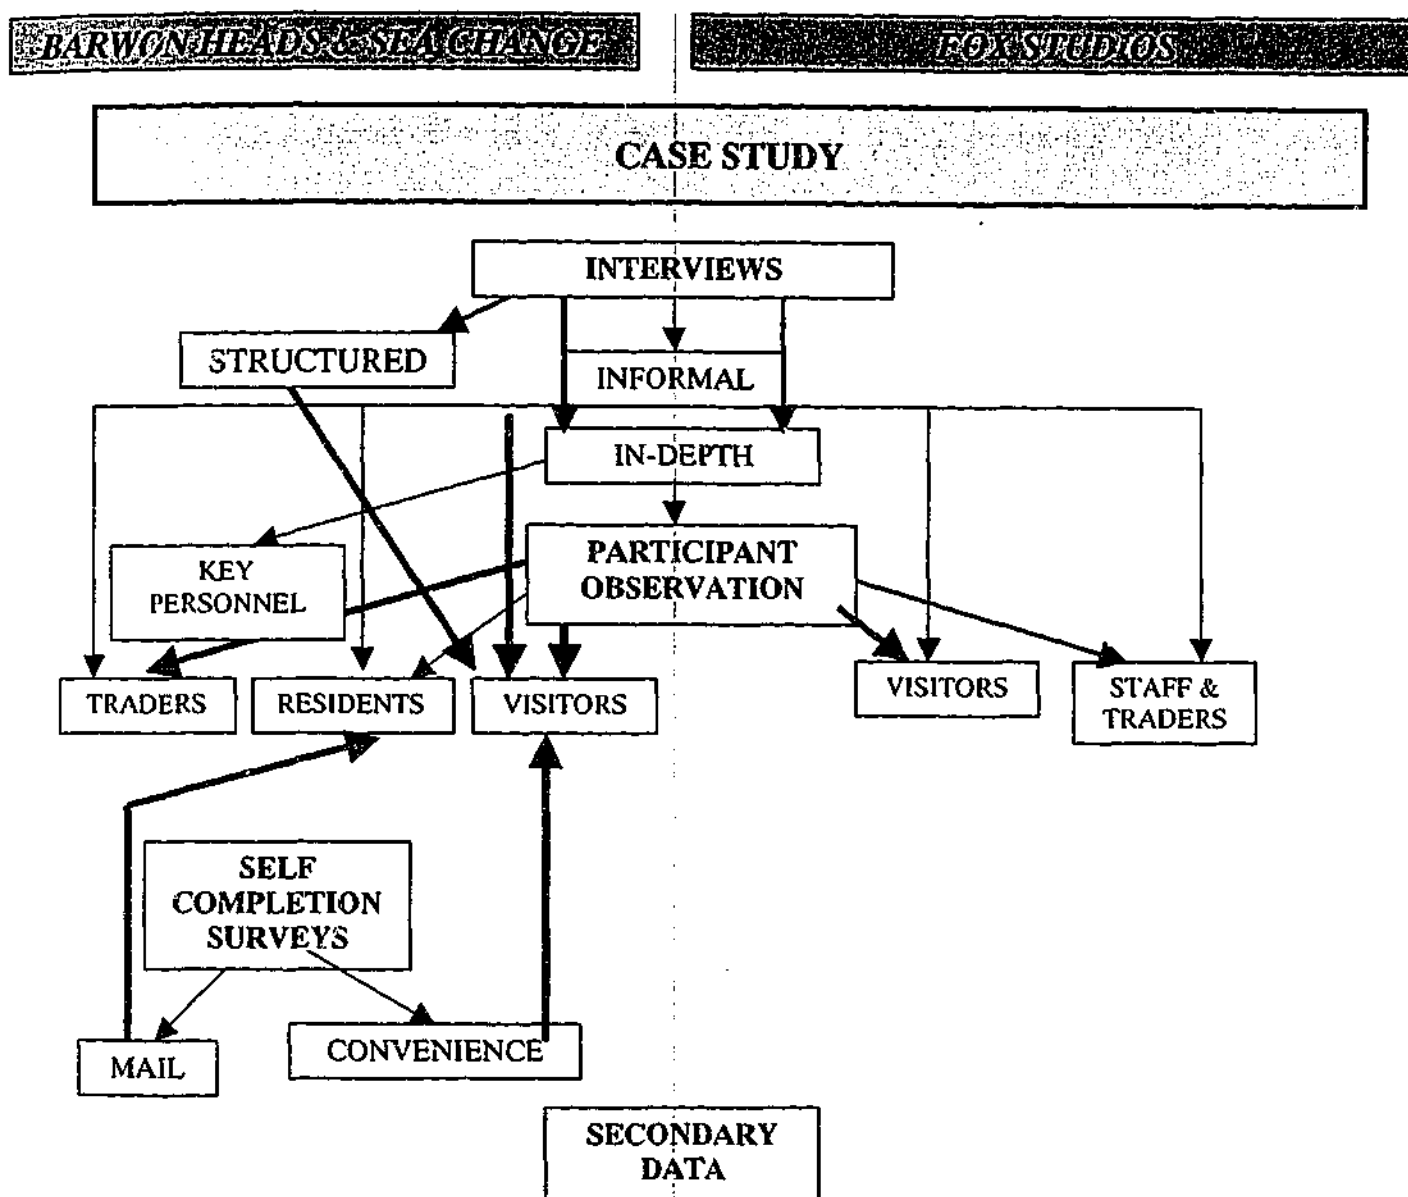 BARWON HEADS & SEA CHANGE
FOX STUDIOS
CASE STUDY
INTERVIEWS
STRUCTURED
INFORMAL
IN-DEPTH
KEY
PERSONNEL
PARTICIPANT
OBSERVATION
TRADERS
RESIDENTS
VISITORS
VISITORS
STAFF &
TRADERS
SELF
COMPLETION
SURVEYS
MAIL
CONVENIENCE
SECONDARY
DATA